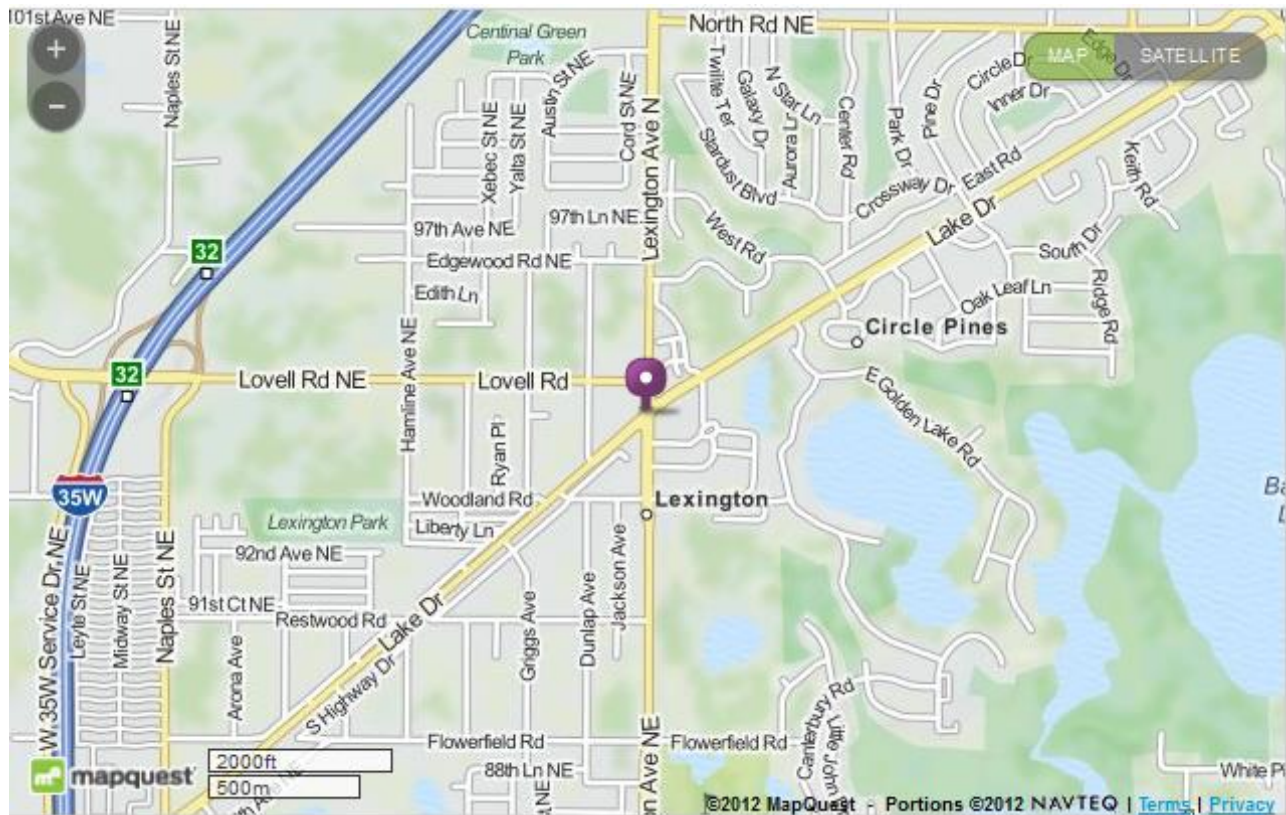 101st Ave NE
Naples St NE
Centinal Green
Park
North Rd NE
MAP
SATELLITE
Edge Dr
Circle Dr
Inner Dr
Pine Dr
Park Dr
Center Rd
N Star Ln
Aurora Ln
Galaxy Dr
Twilite Ter
Stardust Blvd
Crossway Dr
East Rd
Keith Rd
Lake Dr
South Dr
Ridge Rd
Oak Leaf Ln
West Rd
Lexington Ave N
Cord St NE
Austin St NE
Yalta St NE
Xebec St NE
97th Ln NE
97th Ave NE
Edgewood Rd NE
Edith Ln
Hamline Ave NE
32
32
Circle Pines
Lovell Rd NE
Lovell Rd
E Golden Lake Rd
Ryan Pl
35W
Woodland Rd
Lexington
Lexington Park
Liberty Ln
92nd Ave NE
91st Ct NE
Restwood Rd
W 35W Service Dr NE
Leyte St NE
Midway St NE
Naples St NE
Arona Ave
Lake Dr
S Highway Dr
Griggs Ave
Dunlap Ave
Jackson Ave
Canterbury Rd
Little John
Flowerfield Rd
Flowerfield Rd
88th Ln NE
on Ave NE
White P
mapquest
2000ft
500m
©2012 MapQuest - Portions ©2012 NAVTEQ | Terms | Privacy